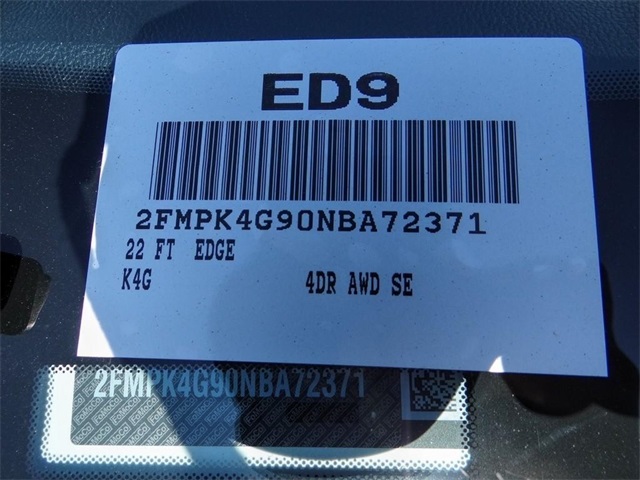 ED9
2FMPK4G90NBA72371
22 FT EDGE
K4G
4DR AWD SE
2FMPK4G90NBA72371